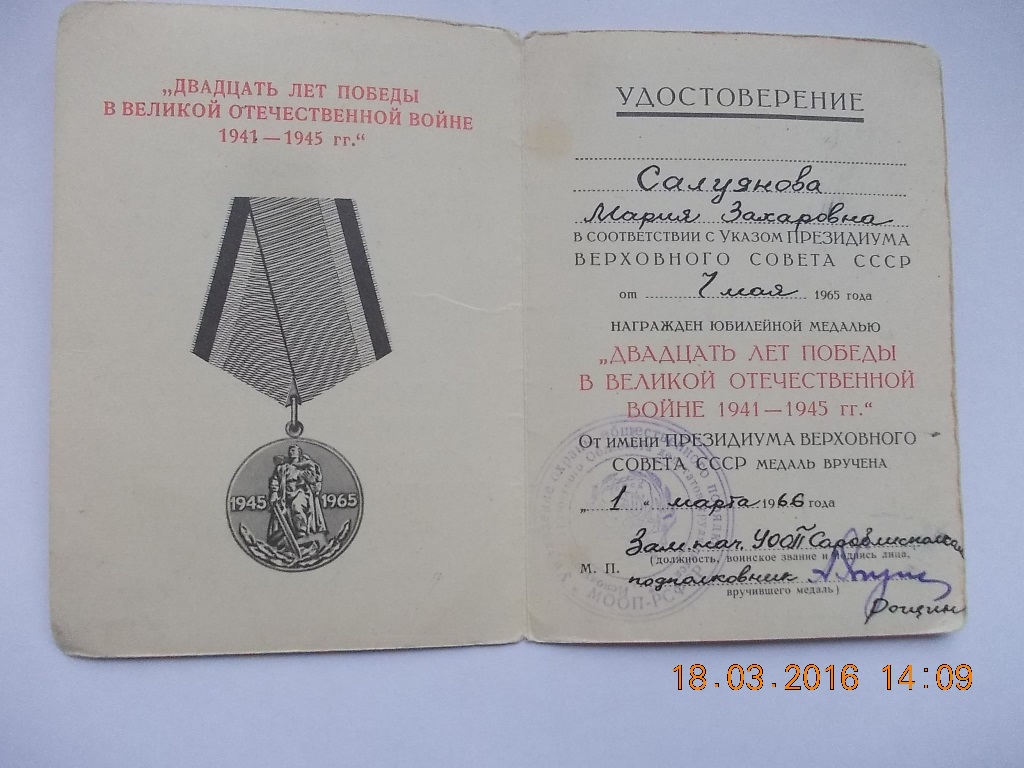 „ДВАДЦАТЬ ЛЕТ ПОБЕДЫ
В ВЕЛИКОЙ ОТЕЧЕСТВЕННОЙ ВОЙНЕ
1941 — 1945 гг.“
1945 1965
УДОСТОВЕРЕНИЕ
Салуянова
Мария Захаровна
В СООТВЕТСТВИИ С УКАЗОМ ПРЕЗИДИУМА
ВЕРХОВНОГО СОВЕТА СССР
от 7 мая 1965 года
НАГРАЖДЕН ЮБИЛЕЙНОЙ МЕДАЛЬЮ
„ДВАДЦАТЬ ЛЕТ ПОБЕДЫ
В ВЕЛИКОЙ ОТЕЧЕСТВЕННОЙ
ВОЙНЕ 1941 — 1945 гг.“
ОТ ИМЕНИ ПРЕЗИДИУМА ВЕРХОВНОГО
СОВЕТА СССР МЕДАЛЬ ВРУЧЕНА
„ 1 “ марта 1966 года
Зам. нач. УООП
(должность, воинское звание и подпись лица,
М. П. подполковник
вручившего медаль)
Рощин
МООП-РСФСР
18.03.2016 14:09